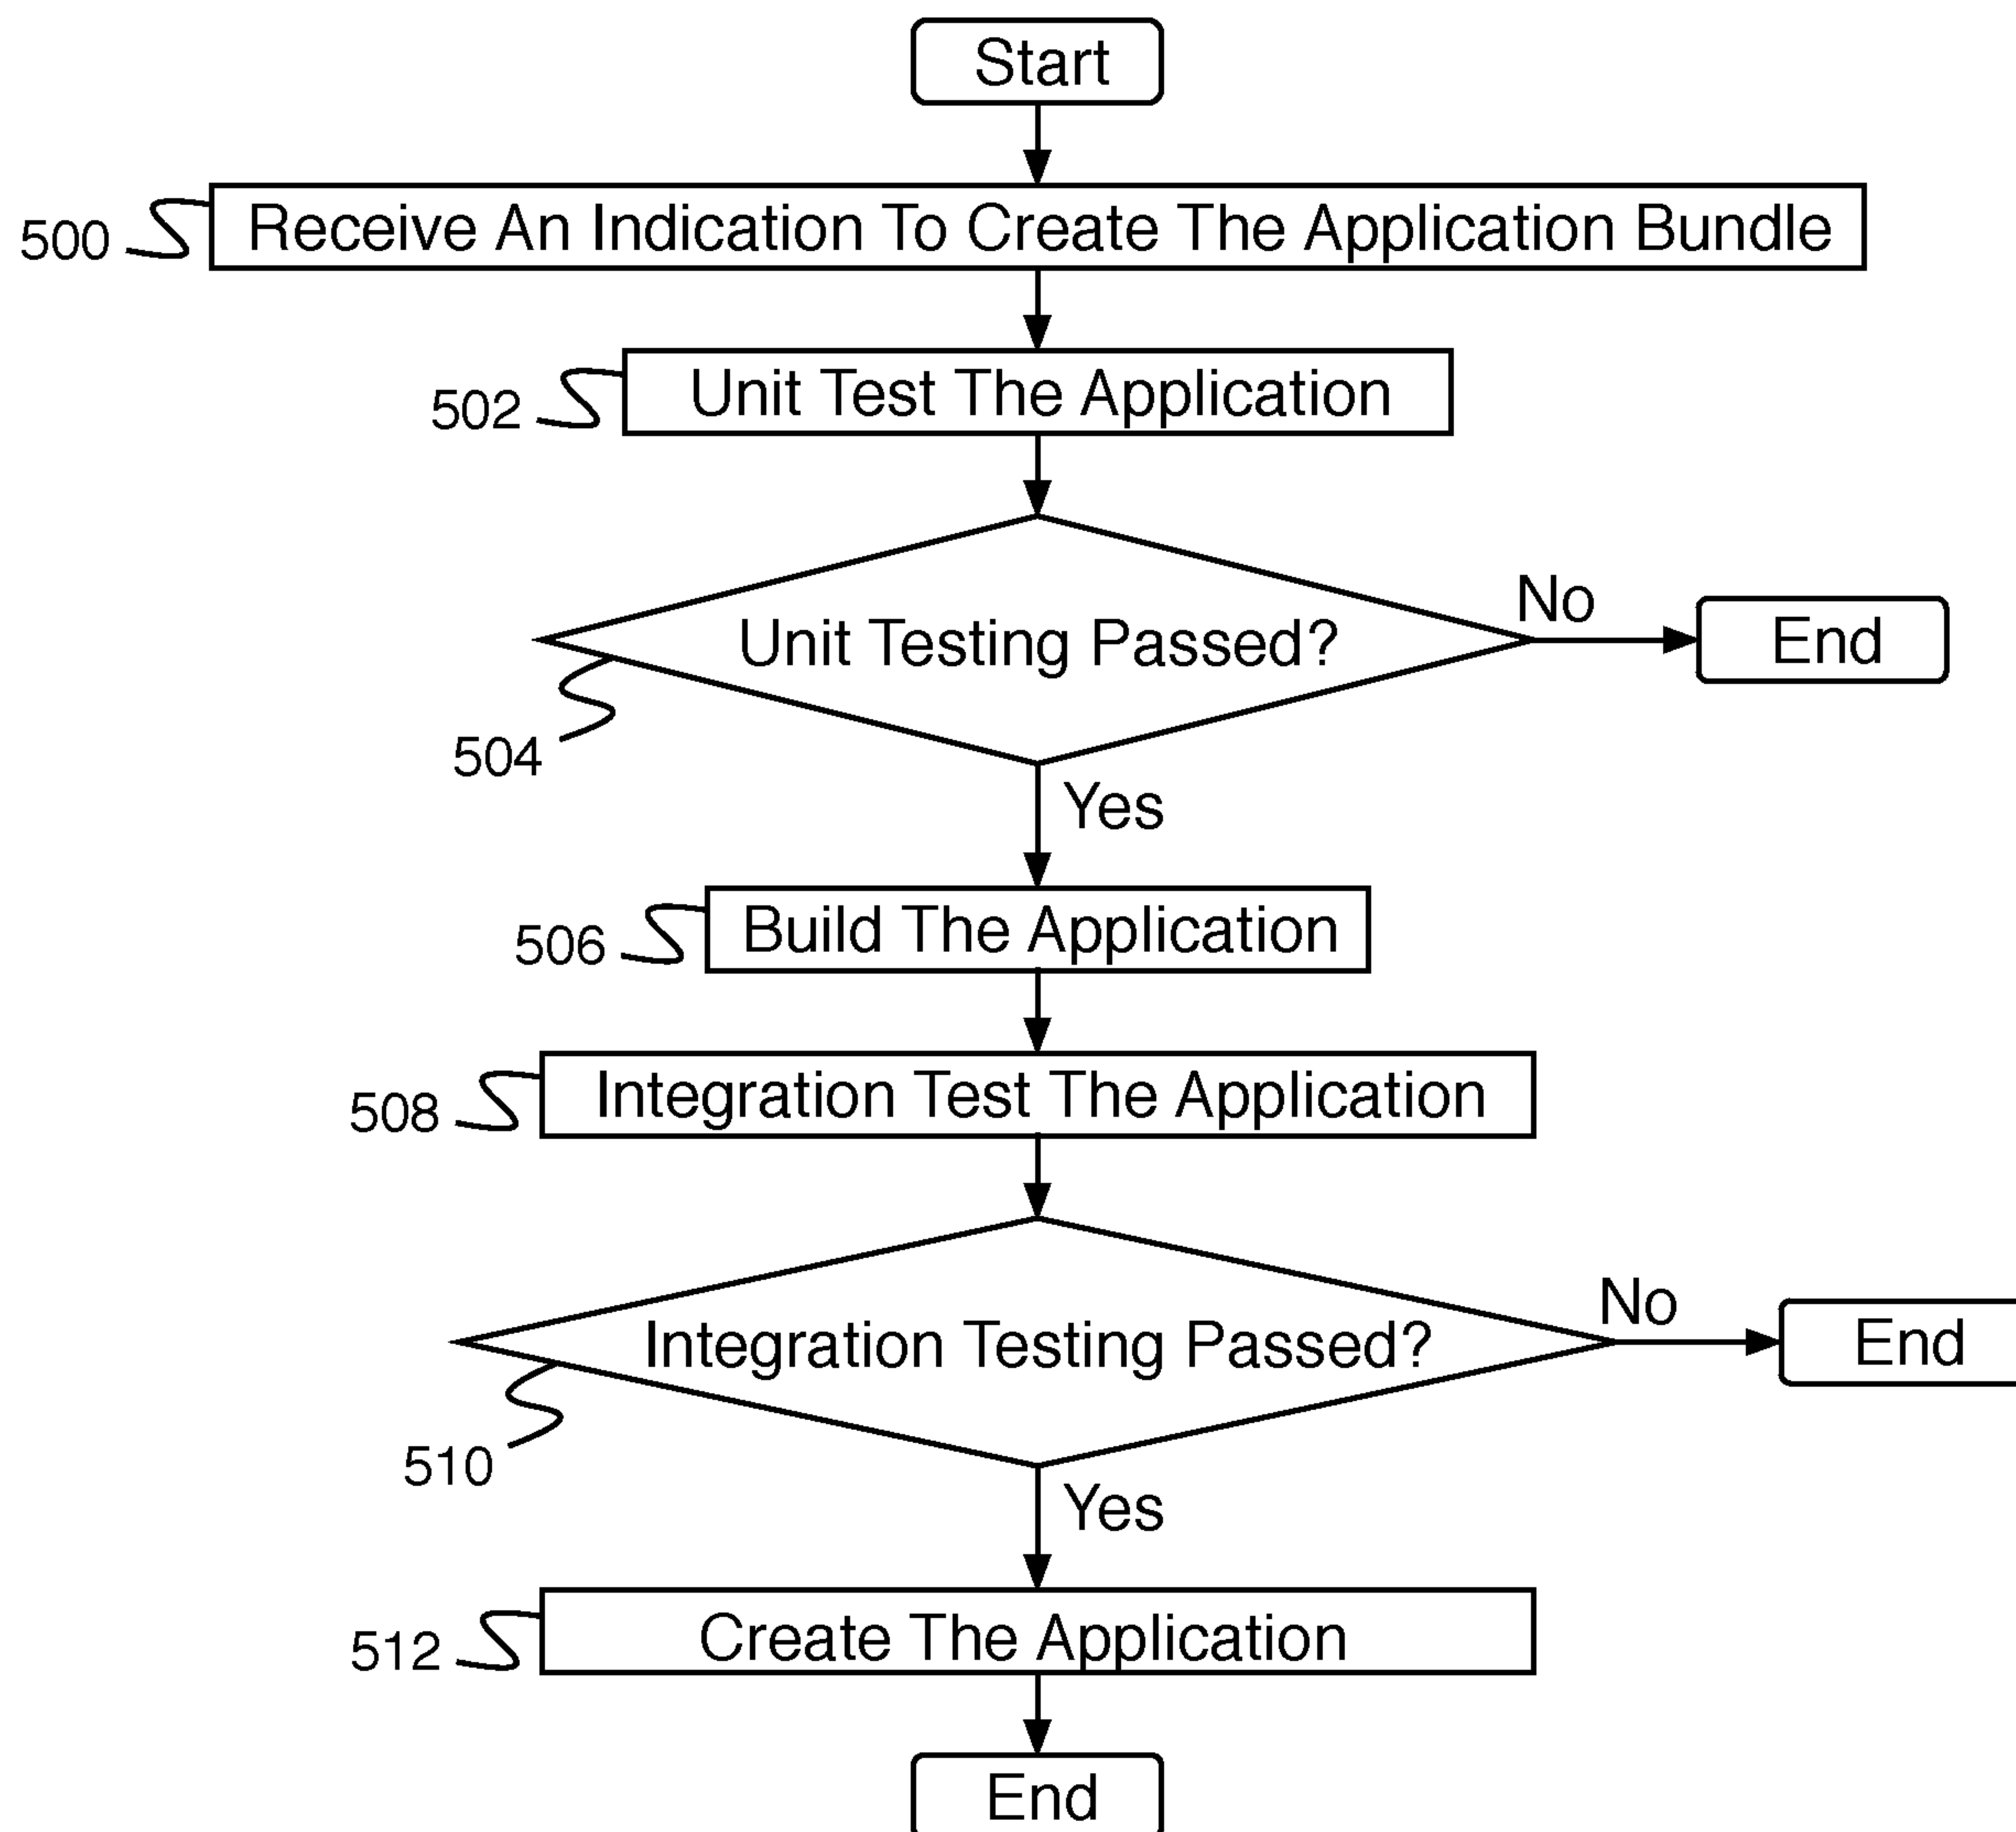 Start
500
Receive An Indication To Create The Application Bundle
502
Unit Test The Application
Unit Testing Passed?
No
End
504
Yes
506
Build The Application
508
Integration Test The Application
Integration Testing Passed?
No
End
510
Yes
512
Create The Application
End